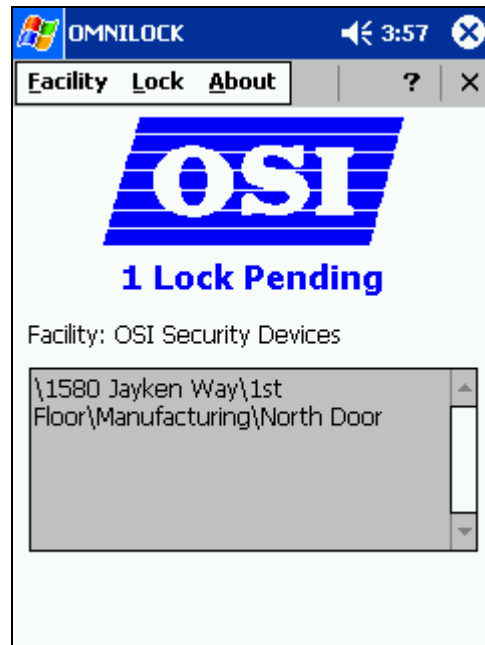 OMNILOCK 3:57
Facility Lock About ?
OSI
1 Lock Pending
Facility: OSI Security Devices
\1580 Jayken Way\1st
Floor\Manufacturing\North Door